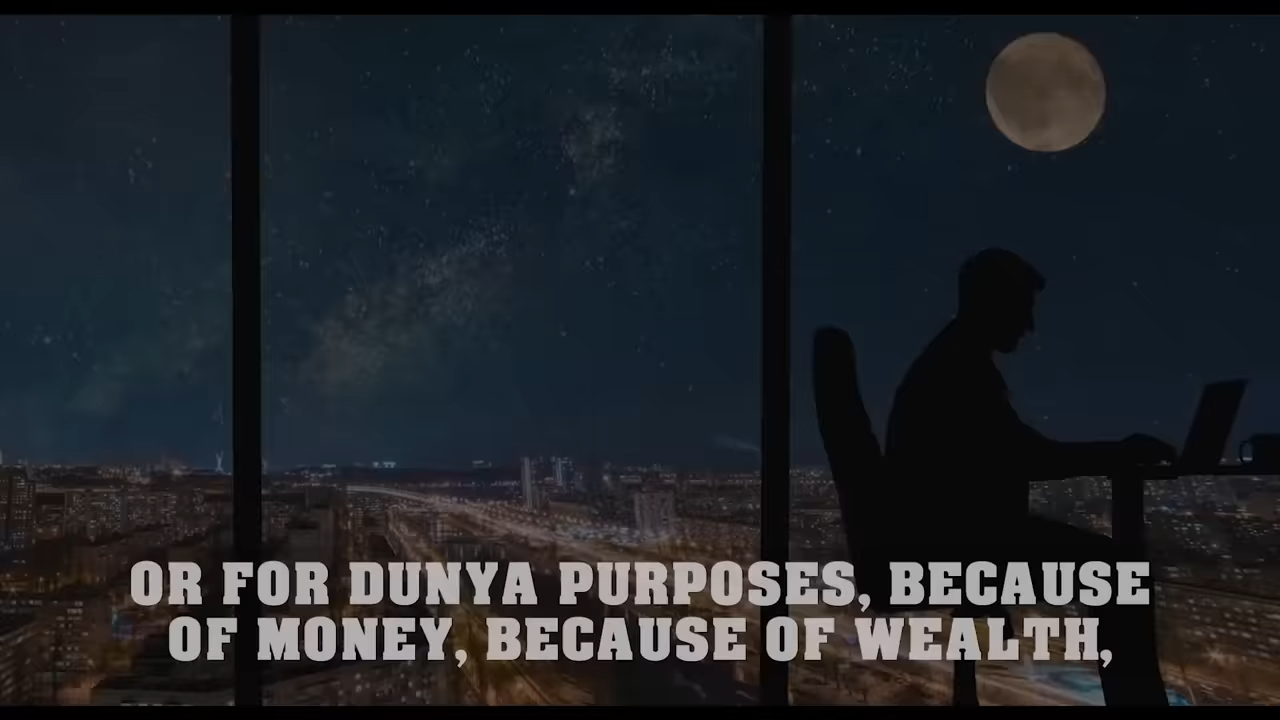 OR FOR DUNYA PURPOSES, BECAUSE
OF MONEY, BECAUSE OF WEALTH,